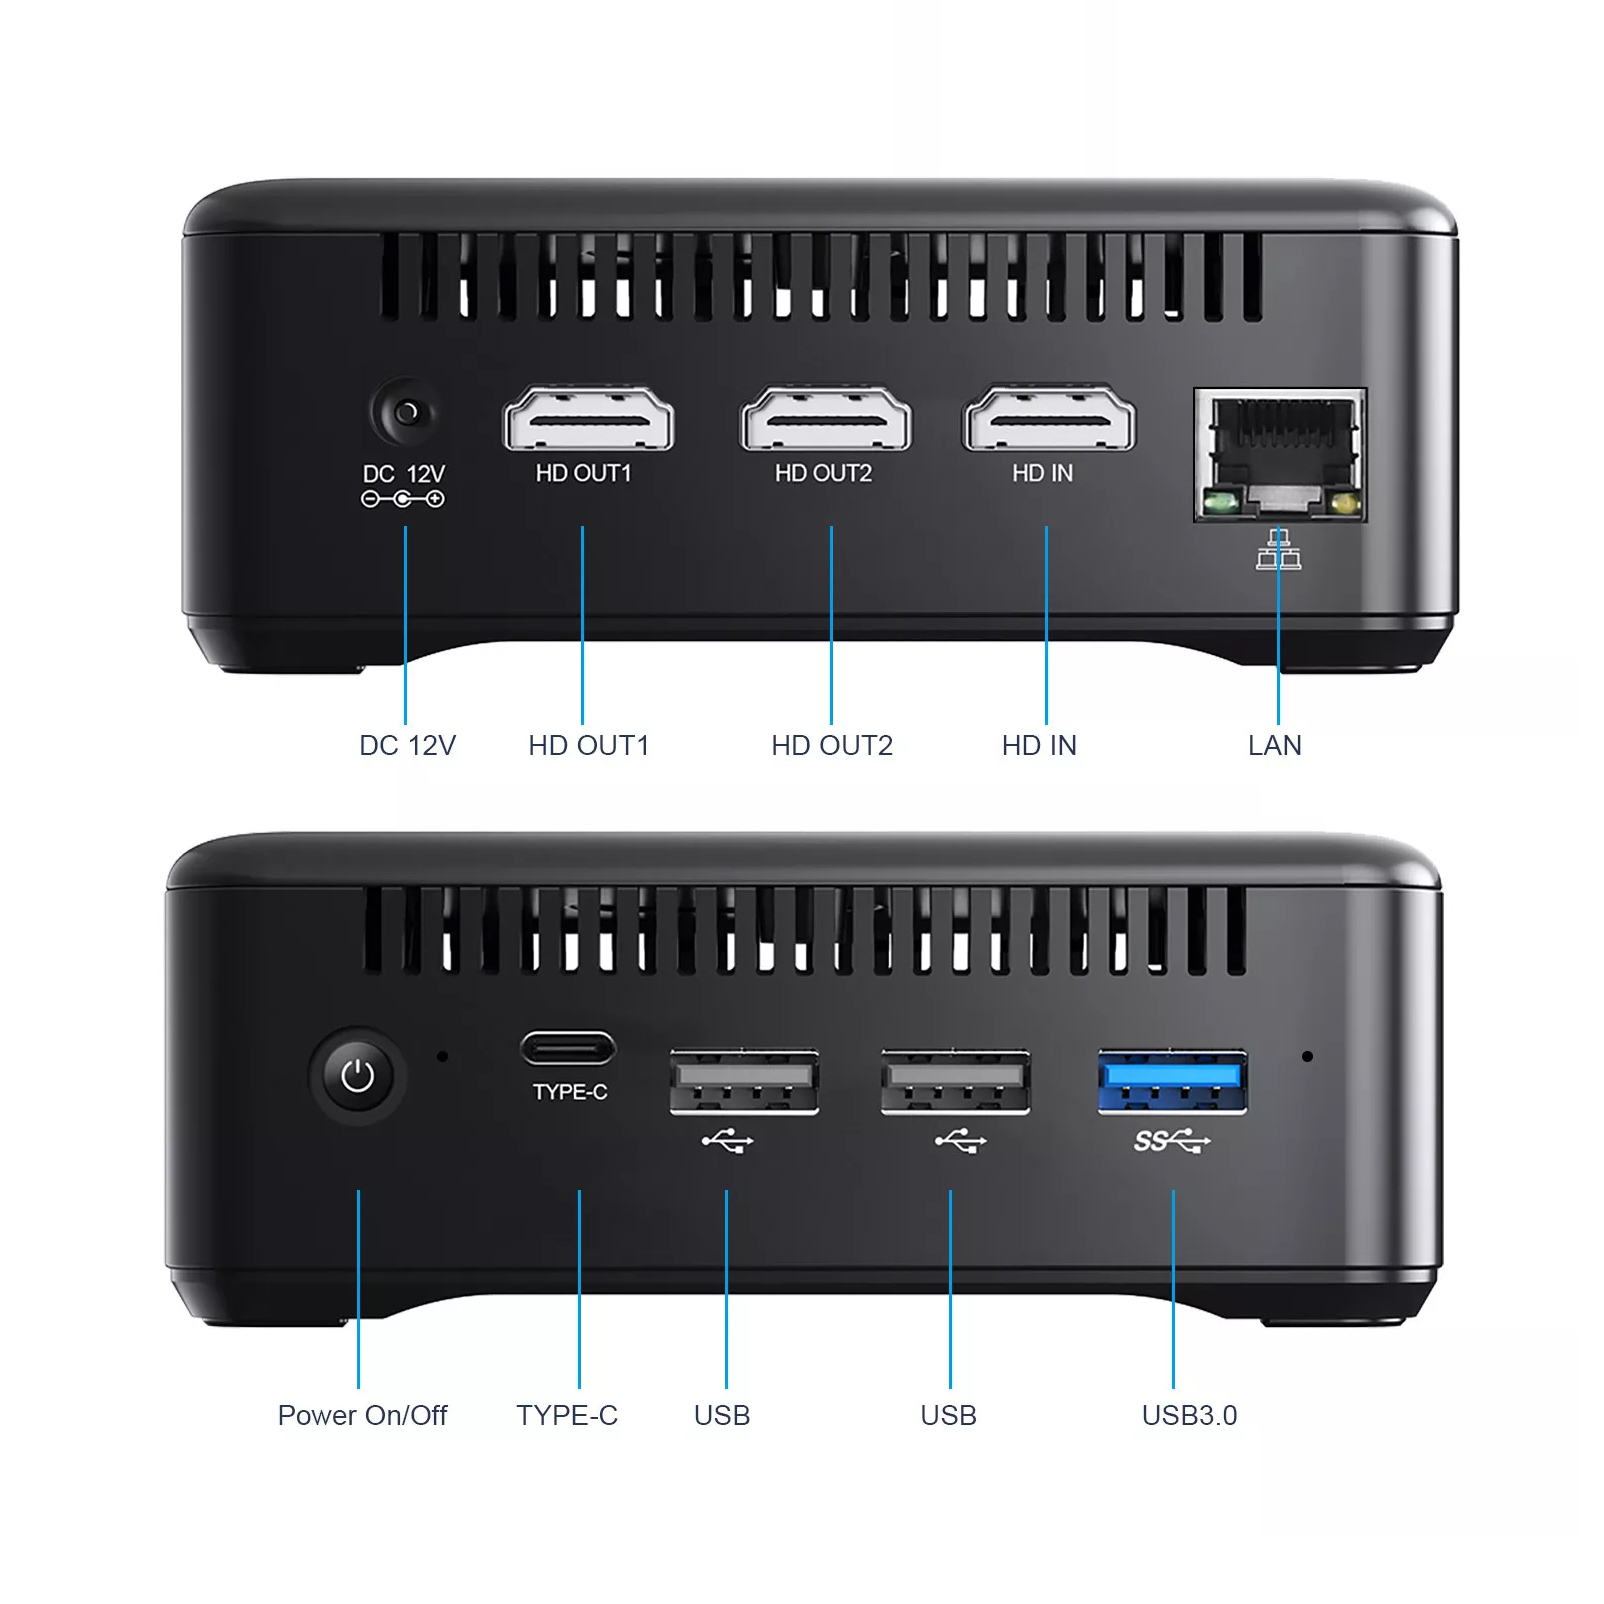 DC 12V
HD OUT1
HD OUT2
HD IN
DC 12V
HD OUT1
HD OUT2
HD IN
LAN
TYPE-C
SS
Power On/Off
TYPE-C
USB
USB
USB3.0